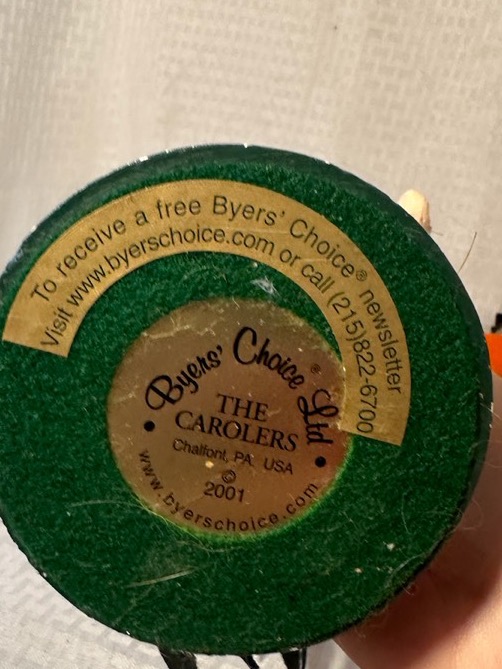 To receive a free Byers' Choice® newsletter
Visit www.byerschoice.com or call (215)822-6700
Byers' Choice Ltd
®
THE
CAROLERS
Chalfont, PA USA
©
2001
www.byerschoice.com